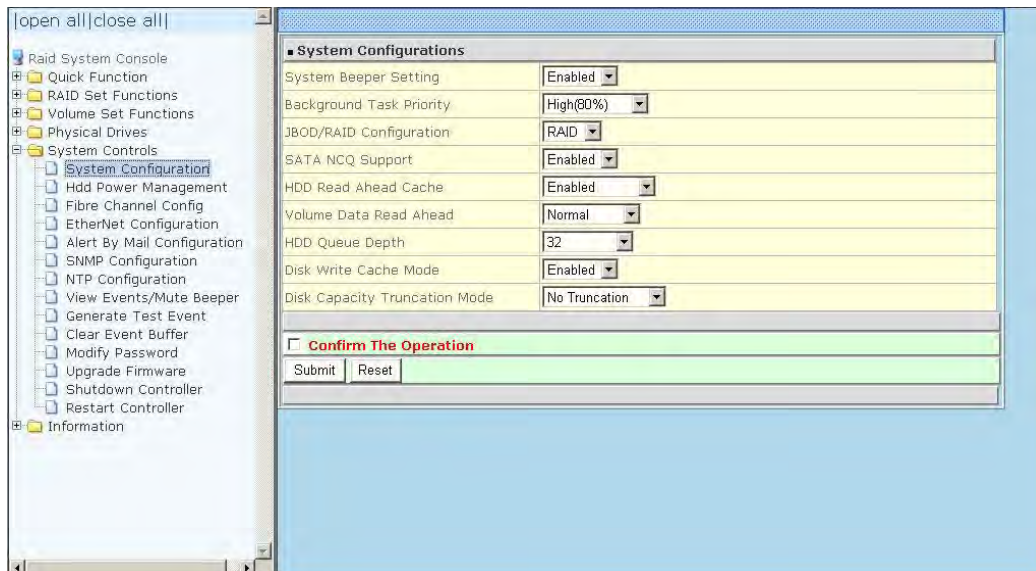 |open all|close all|
Raid System Console
Quick Function
RAID Set Functions
Volume Set Functions
Physical Drives
System Controls
System Configuration
Hdd Power Management
Fibre Channel Config
EtherNet Configuration
Alert By Mail Configuration
SNMP Configuration
NTP Configuration
View Events/Mute Beeper
Generate Test Event
Clear Event Buffer
Modify Password
Upgrade Firmware
Shutdown Controller
Restart Controller
Information
System Configurations
System Beeper Setting Enabled
Background Task Priority High(80%)
JBOD/RAID Configuration RAID
SATA NCQ Support Enabled
HDD Read Ahead Cache Enabled
Volume Data Read Ahead Normal
HDD Queue Depth 32
Disk Write Cache Mode Enabled
Disk Capacity Truncation Mode No Truncation
Confirm The Operation
Submit Reset